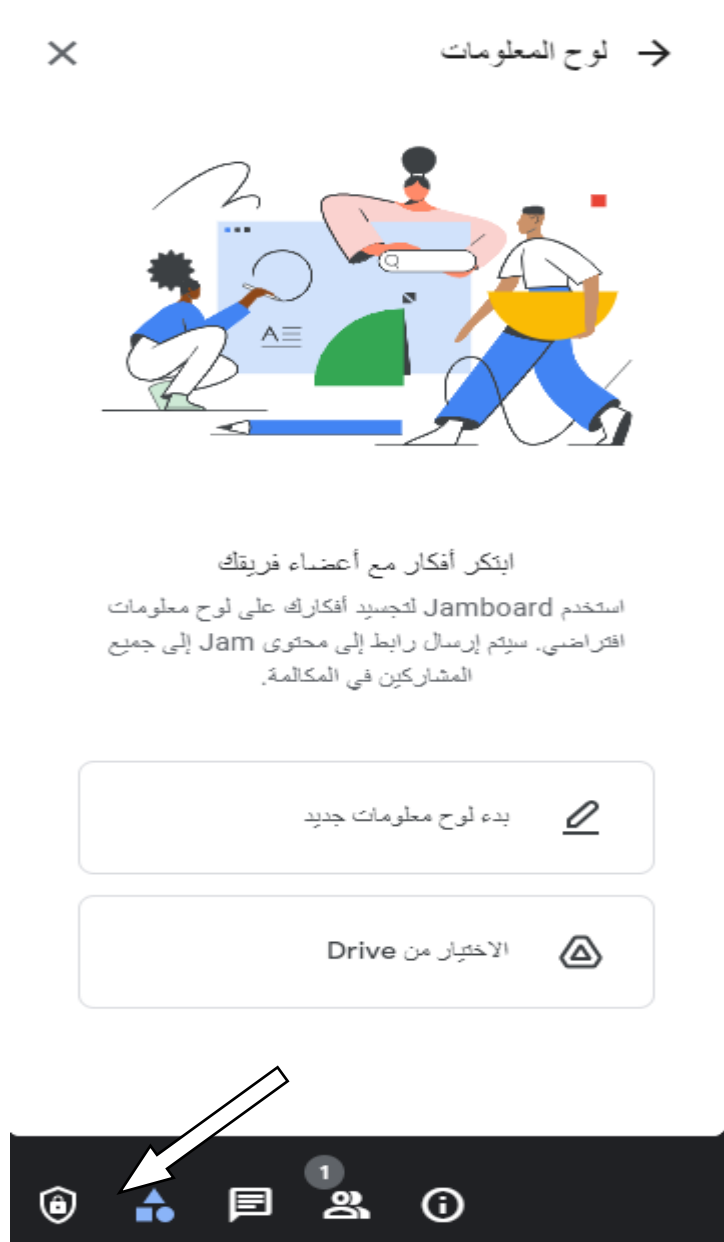 لوح المعلومات
A
ابتكر أفكار مع أعضاء فريقك
استخدم Jamboard لتجسيد أفكارك على لوح معلومات
افتراضي. سيتم إرسال رابط إلى محتوى Jam إلى جميع
المشاركين في المكالمة.
بدء لوح معلومات جديد
الاختيار من Drive
1